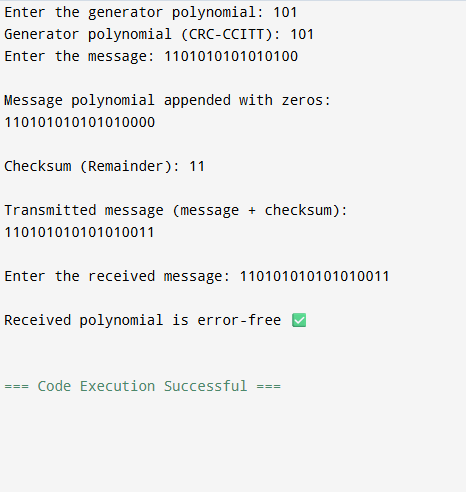 Enter the generator polynomial: 101
Generator polynomial (CRC-CCITT): 101
Enter the message: 1101010101010100
Message polynomial appended with zeros:
110101010101010000
Checksum (Remainder): 11
Transmitted message (message + checksum):
110101010101010011
Enter the received message: 110101010101010011
Received polynomial is error-free ✅
=== Code Execution Successful ===